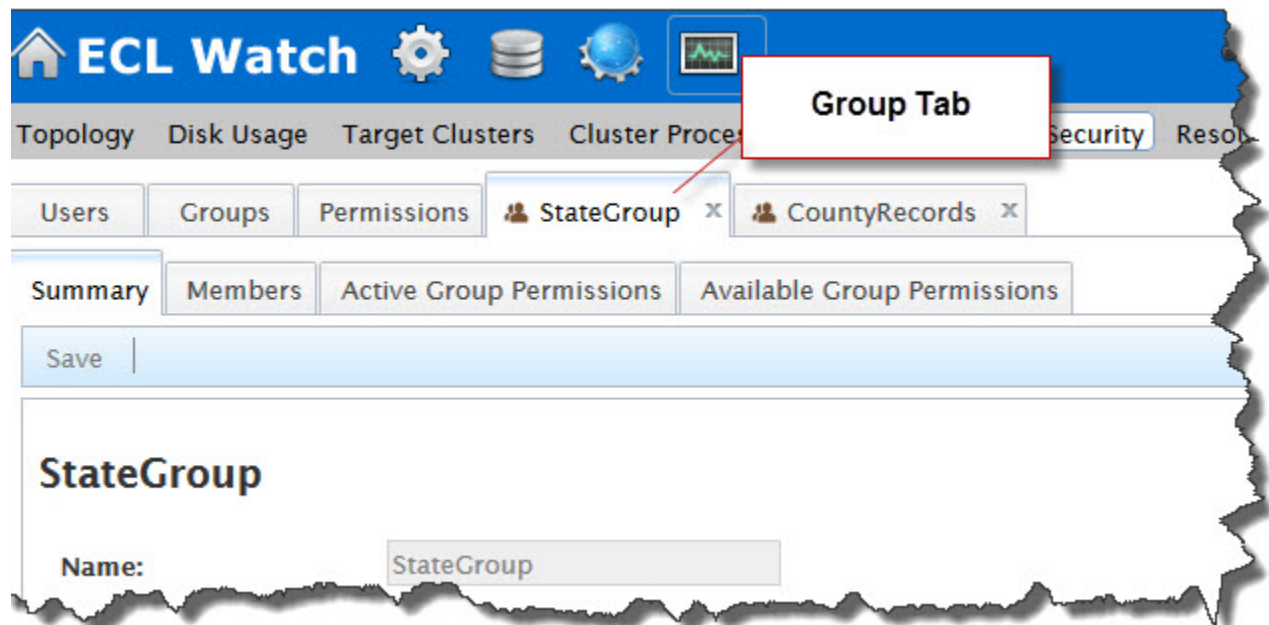 ECL Watch
Group Tab
Topology Disk Usage Target Clusters Cluster Security
Users Groups Permissions StateGroup x CountyRecords x
Summary Members Active Group Permissions Available Group Permissions
Save
StateGroup
Name: StateGroup